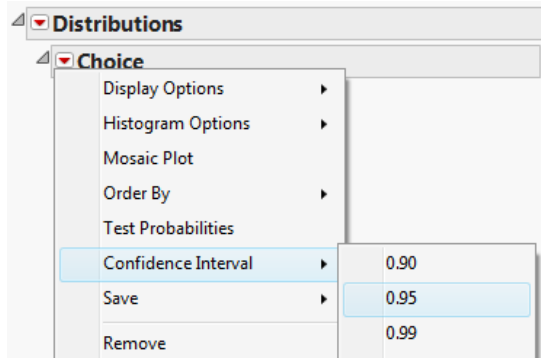 Distributions
Choice
Display Options
Histogram Options
Mosaic Plot
Order By
Test Probabilities
Confidence Interval
0.90
Save
0.95
Remove
0.99